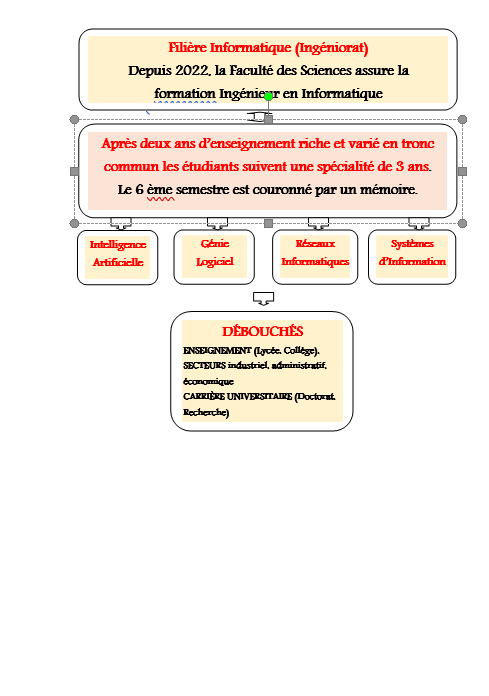 Filière Informatique (Ingéniorat)
Depuis 2022, la Faculté des Sciences assure la
formation Ingénieur en Informatique
Après deux ans d'enseignement riche et varié en tronc
commun les étudiants suivent une spécialité de 3 ans.
Le 6 ème semestre est couronné par un mémoire.
Intelligence
Artificielle
Génie
Logiciel
Réseaux
Informatiques
Systèmes
d'Information
DÉBOUCHÉS
ENSEIGNEMENT (Lycée, Collège),
SECTEURS industriel, administratif,
économique
CARRIÈRE UNIVERSITAIRE (Doctorat,
Recherche)